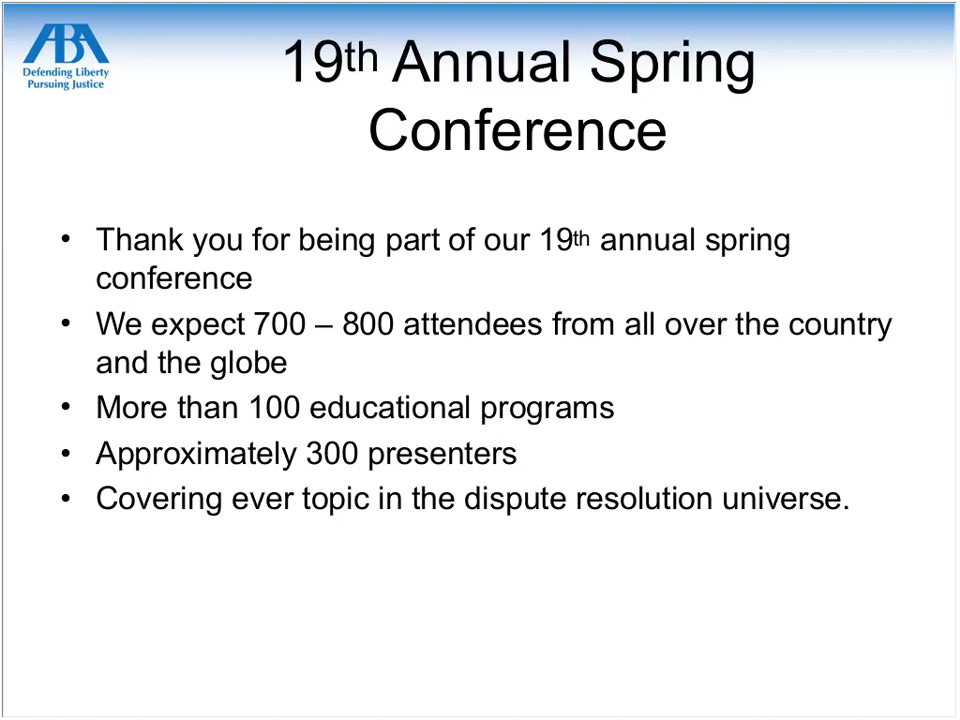 ABA
Defending Liberty
Pursuing Justice
19th Annual Spring
Conference
• Thank you for being part of our 19th annual spring
conference
• We expect 700 – 800 attendees from all over the country
and the globe
• More than 100 educational programs
• Approximately 300 presenters
• Covering ever topic in the dispute resolution universe.